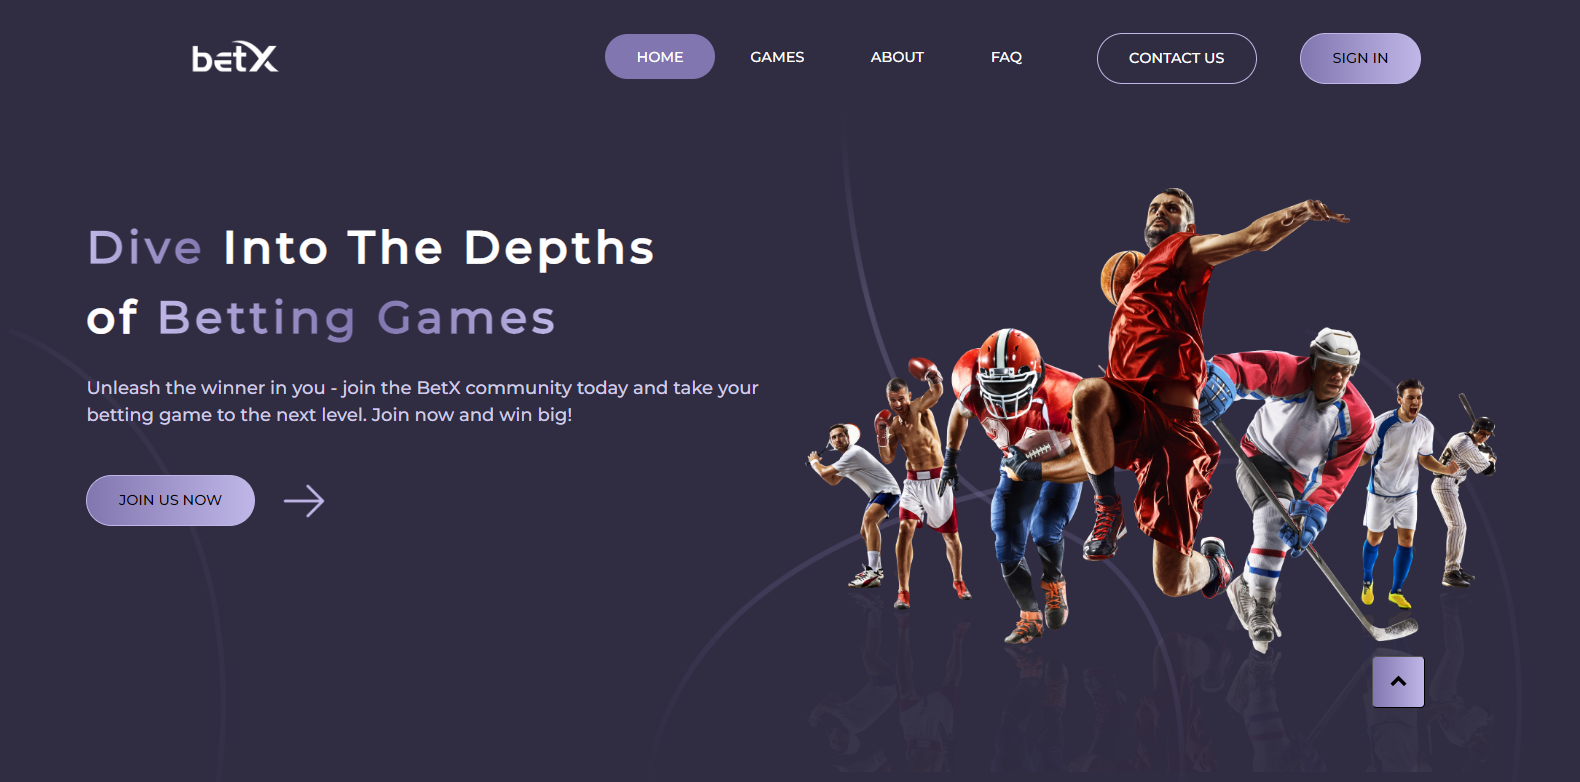 betX
HOME
GAMES
ABOUT
FAQ
CONTACT US
SIGN IN
Dive Into The Depths
of Betting Games
Unleash the winner in you - join the BetX community today and take your
betting game to the next level. Join now and win big!
JOIN US NOW